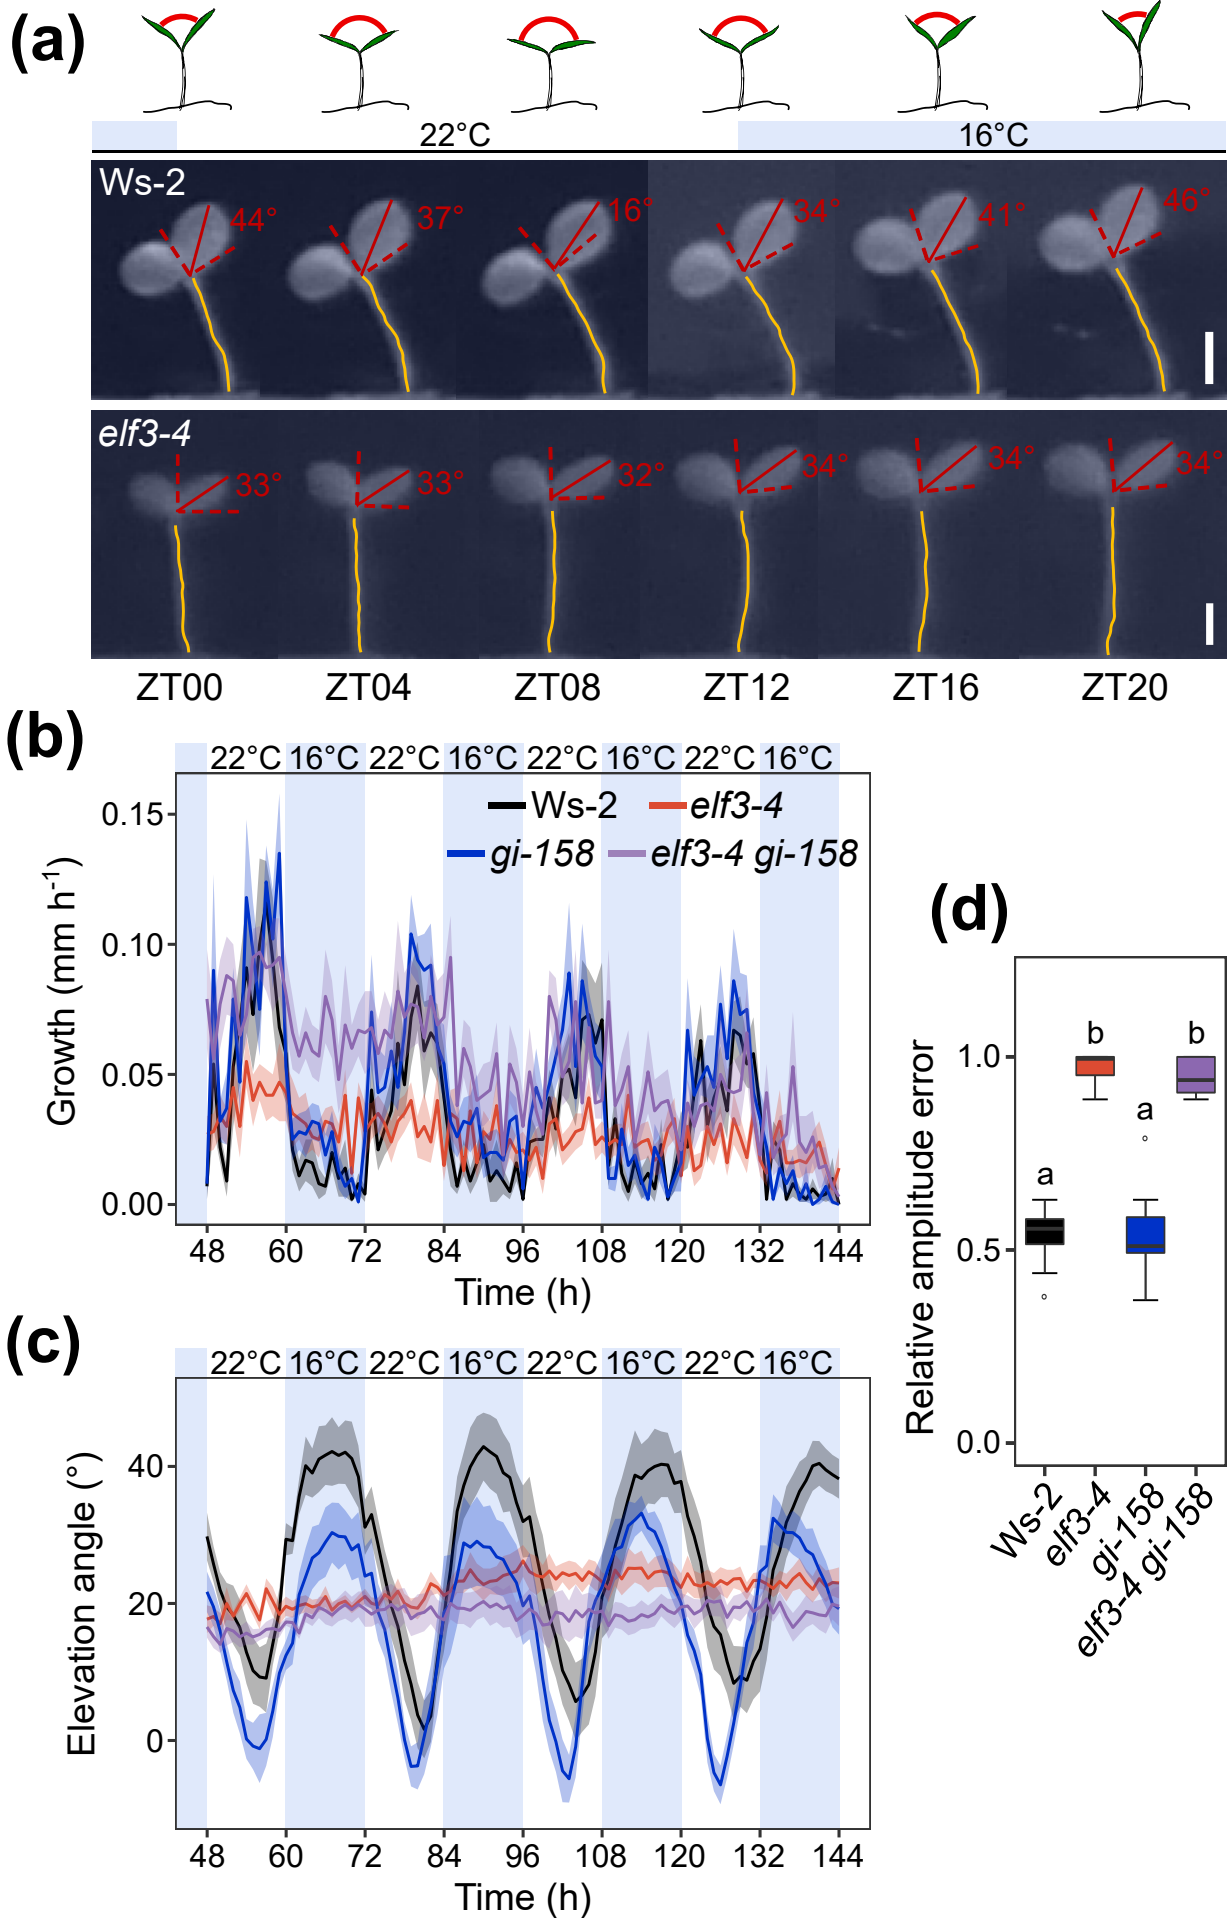 (a)
22°C 16°C
Ws-2
44° 37° 16° 34° 41° 46°
elf3-4
33° 33° 32° 34° 34° 34°
ZT00 ZT04 ZT08 ZT12 ZT16 ZT20
(b)
22°C 16°C 22°C 16°C 22°C 16°C 22°C 16°C
Ws-2 elf3-4
gi-158 elf3-4 gi-158
0.15
0.10
0.05
0.00
Growth (mm h-1)
48 60 72 84 96 108 120 132 144
Time (h)
(c)
22°C 16°C 22°C 16°C 22°C 16°C 22°C 16°C
40
20
0
Elevation angle (°)
48 60 72 84 96 108 120 132 144
Time (h)
(d)
Relative amplitude error
1.0
0.5
0.0
a b a b
Ws-2
elf3-4
gi-158
elf3-4 gi-158